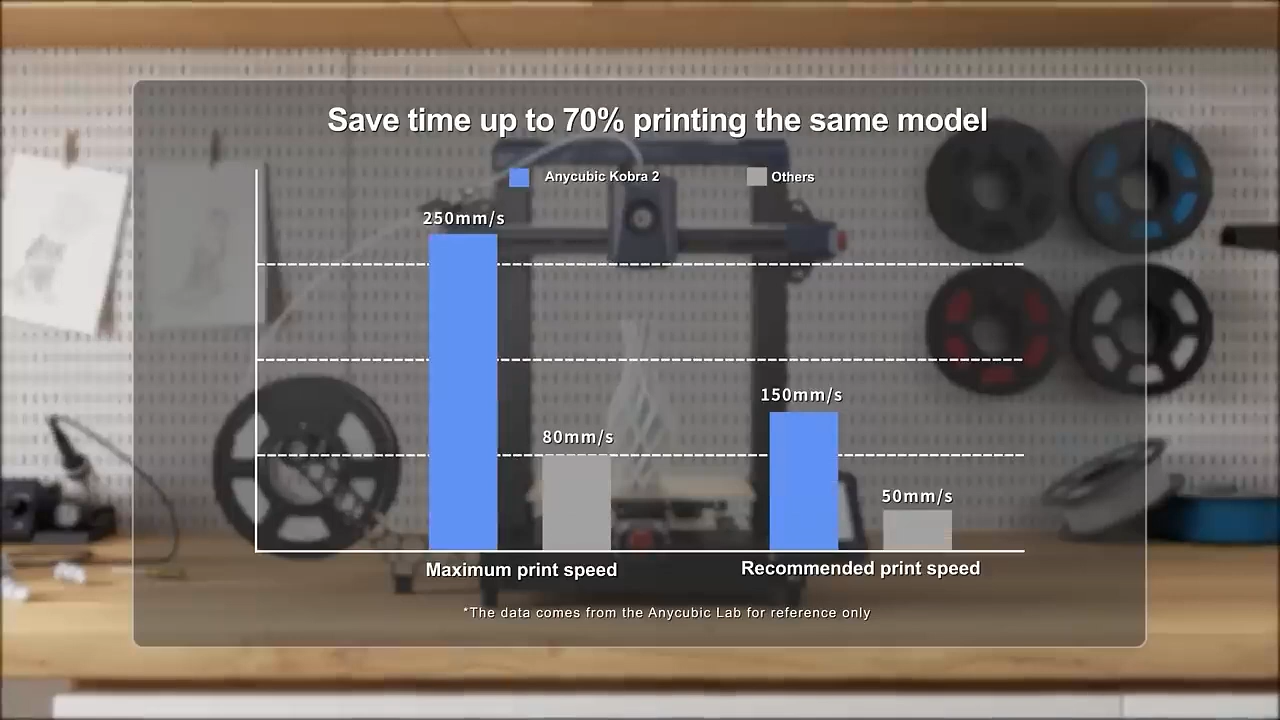 Save time up to 70% printing the same model
Anycubic Kobra 2
Others
250mm/s
80mm/s
150mm/s
50mm/s
Maximum print speed
Recommended print speed
*The data comes from the Anycubic Lab for reference only